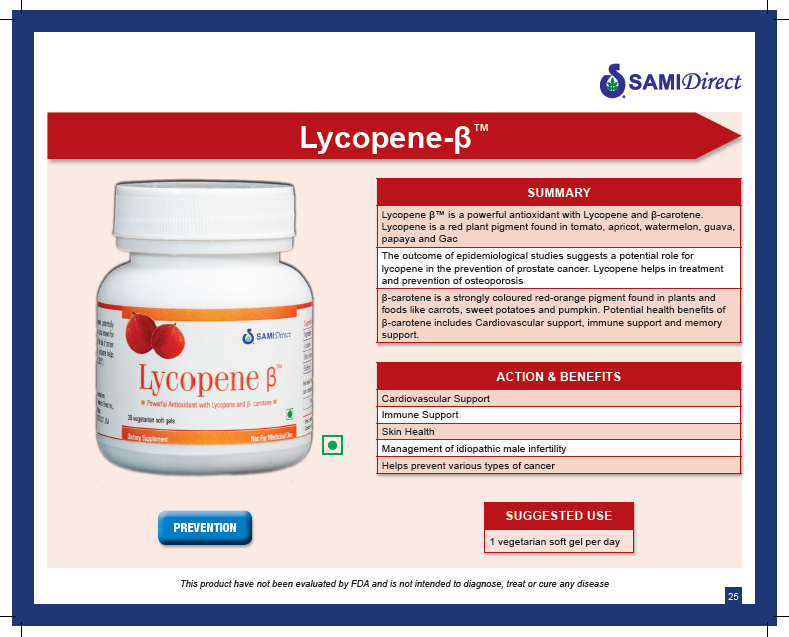 SAMIDirect
Lycopene-β™
SUMMARY
Lycopene β™ is a powerful antioxidant with Lycopene and β-carotene.
Lycopene is a red plant pigment found in tomato, apricot, watermelon, guava,
papaya and Gac
The outcome of epidemiological studies suggests a potential role for
lycopene in the prevention of prostate cancer. Lycopene helps in treatment
and prevention of osteoporosis
β-carotene is a strongly coloured red-orange pigment found in plants and
foods like carrots, sweet potatoes and pumpkin. Potential health benefits of
β-carotene includes Cardiovascular support, immune support and memory
support.
SAMIDirect
Lycopene β™
Powerful Antioxidant with Lycopene and β- carotene
30 vegetarian soft gels
Dietary Supplement
Not For Medicinal Use
ACTION & BENEFITS
Cardiovascular Support
Immune Support
Skin Health
Management of idiopathic male infertility
Helps prevent various types of cancer
PREVENTION
SUGGESTED USE
1 vegetarian soft gel per day
This product have not been evaluated by FDA and is not intended to diagnose, treat or cure any disease
25